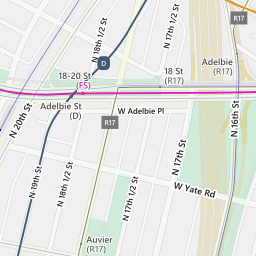 R17
N 18th 1/2 St
N 17th 1/2 St
D
Adelbie
(R17)
18-20 St
(FS)
18 St
(R17)
Adelbie St
(D)
W Adelbie Pl
N 20th St
R17
N 16th St
N 17th St
N 19th St
N 18th 1/2 St
N 17th 1/2 St
W Yate Rd
Auvier
(R17)